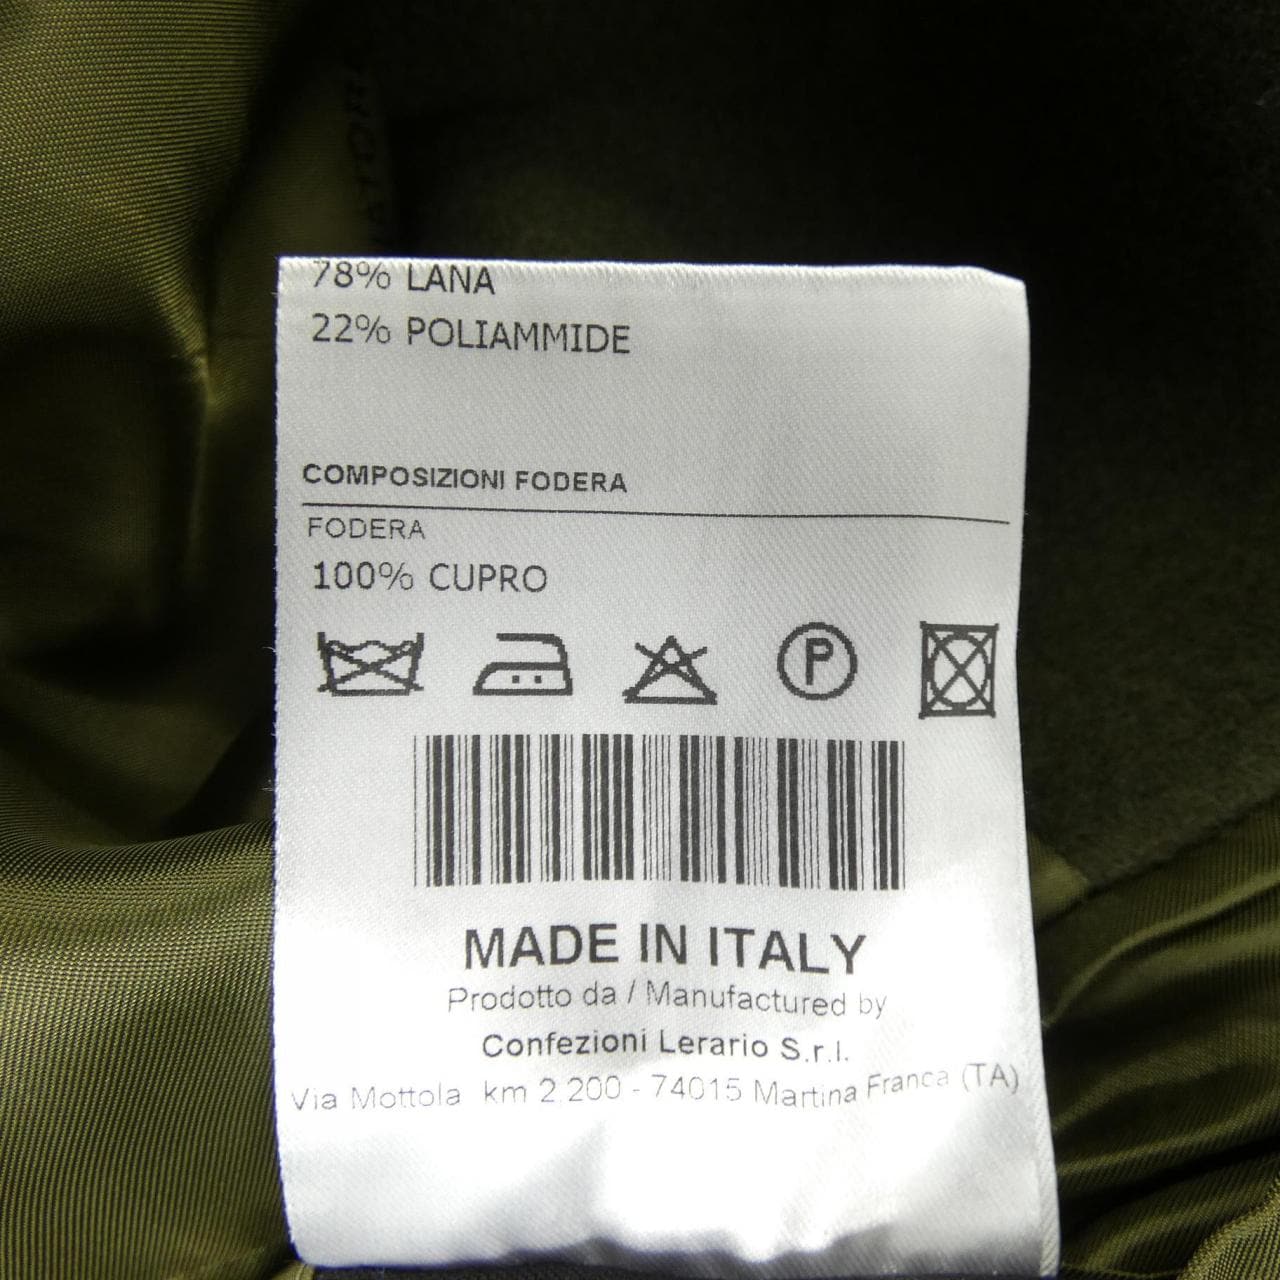 78% LANA
22% POLIAMMIDE
COMPOSIZIONI FODERA
FODERA
100% CUPRO
P
MADE IN ITALY
Prodotto da / Manufactured by
Confezioni Lerario S.r.l.
Via Mottola km 2.200 - 74015 Martina Franca (TA)